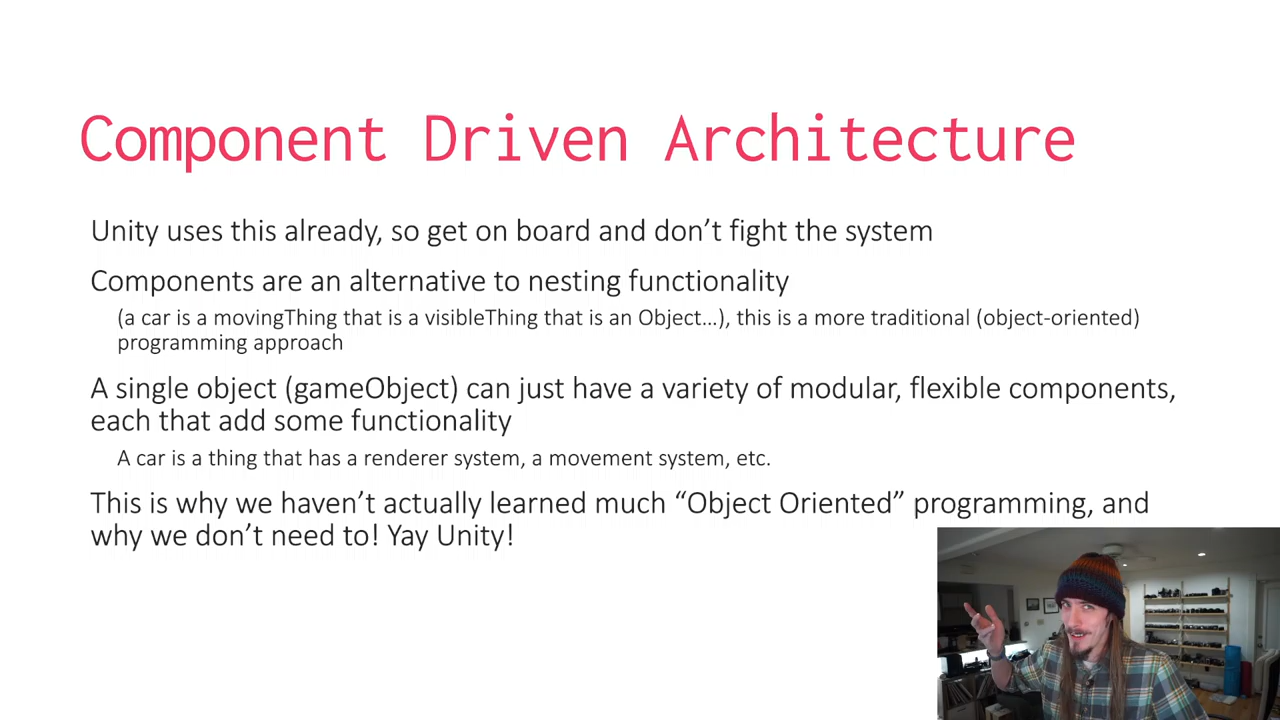 Component Driven Architecture
Unity uses this already, so get on board and don’t fight the system
Components are an alternative to nesting functionality
(a car is a movingThing that is a visibleThing that is an Object…), this is a more traditional (object-oriented)
programming approach
A single object (gameObject) can just have a variety of modular, flexible components,
each that add some functionality
A car is a thing that has a renderer system, a movement system, etc.
This is why we haven’t actually learned much “Object Oriented” programming, and
why we don’t need to! Yay Unity!